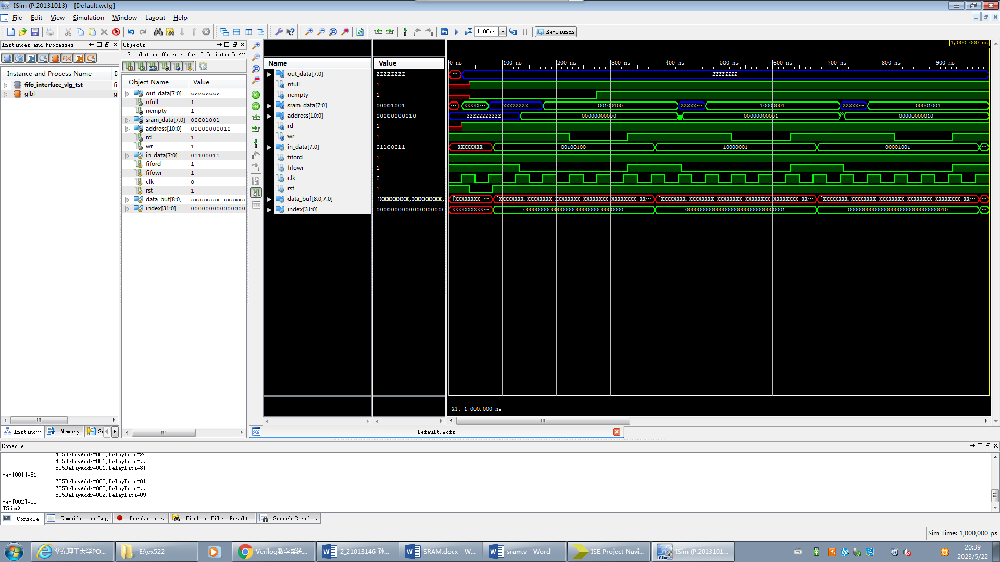 ISim (P.20131013) - [Default.wcfg]
File Edit View Simulation Window Layout Help
1.00us Re-launch
Instances and Processes
Instance and Process Name
fifo_interface_vlg_tst
glbl
Instanc···
Memory
Objects
Simulation Objects for fifo_interfac···
Object Name Value
out_data[7:0] zzzzzzzz
nfull 1
nempty 1
sram_data[7:0] 00001001
address[10:0] 00000000010
rd 1
wr 1
in_data[7:0] 01100011
fiford 1
fifowr 1
clk 0
rst 1
data_buf[8:0,... xxxxxxxx xxxxxx
index[31:0] 000000000000000
Name Value
out_data[7:0] ZZZZZZZZ
nfull 1
nempty 1
sram_data[7:0] 00001001
address[10:0] 00000000010
rd 1
wr 1
in_data[7:0] 01100011
fiford 1
fifowr 1
clk 0
rst 1
data_buf[8:0,7:0] [XXXXXXXX,XXXXXXXX,
index[31:0]
1,000.000 ns
0 ns 100 ns 200 ns 300 ns 400 ns 500 ns 600 ns 700 ns 800 ns 900 ns
··· ZZZZZZZZ
··· XXXXX··· ZZZZZZZZ 00100100 ZZZZZ··· 10000001 ZZZZZ··· 00001001
ZZZZZZZZZZZ 00000000000 00000000001 00000000010
XXXXXXXX 00100100 10000001 00001001 ···
[XXXXXXXX,··· [XXXXXXXX,XXXXXXXX,XXXXXXXX,XXXXXXXX,XXXXXXXX,XX··· [XXXXXXXX,XXXXXXXX,XXXXXXXX,XXXXXXXX,XXXXXXXX,XX··· [XXXXXXXX,XXXXXXXX,XXXXXXXX,XXXXXXXX,XXXXXXXX,XX··· ···
XXXXXXXXXX··· 00000000000000000000000000000000 00000000000000000000000000000001 00000000000000000000000000000010 ···
X1: 1,000.000 ns
Default.wcfg
Console
435DelayAddr=001,DelayData=24
455DelayAddr=001,DelayData=zz
505DelayAddr=001,DelayData=81
mem[001]=81
735DelayAddr=002,DelayData=81
755DelayAddr=002,DelayData=zz
805DelayAddr=002,DelayData=09
mem[002]=09
ISim>
Console Compilation Log Breakpoints Find in Files Results Search Results
Sim Time: 1,000,000 ps
华东理工大学PO... E:\ex522 Verilog数字系统... 2_21013146-孙... SRAM.docx - W... sram.v - Word ISE Project Navi... ISim (P.2013101...
20:39
2023/5/22